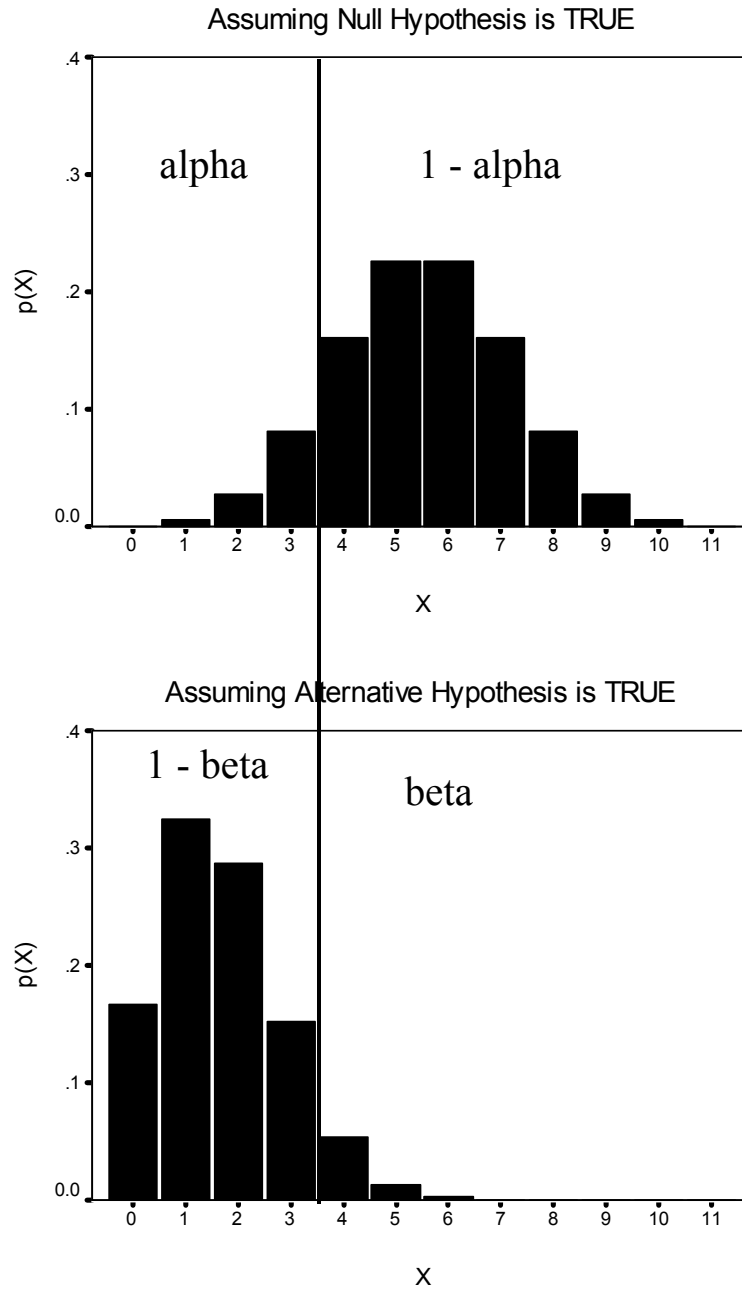 Assuming Null Hypothesis is TRUE
.4
alpha
1 - alpha
.3
p(X)
.2
.1
0.0
0 1 2 3 4 5 6 7 8 9 10 11
X
Assuming Alternative Hypothesis is TRUE
.4
1 - beta
beta
.3
p(X)
.2
.1
0.0
0 1 2 3 4 5 6 7 8 9 10 11
X